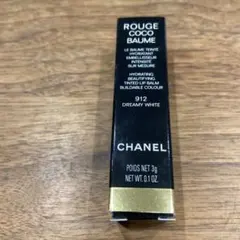 ROUGE
COCO
BAUME
LE BAUME TEINTÉ
HYDRATANT
EMBELLISSEUR
INTENSITÉ
SUR MESURE
HYDRATING
BEAUTIFYING
TINTED LIP BALM
BUILDABLE COLOUR
912
DREAMY WHITE
CHANEL
POIDS NET 3g
NET WT. 0.1 OZ.